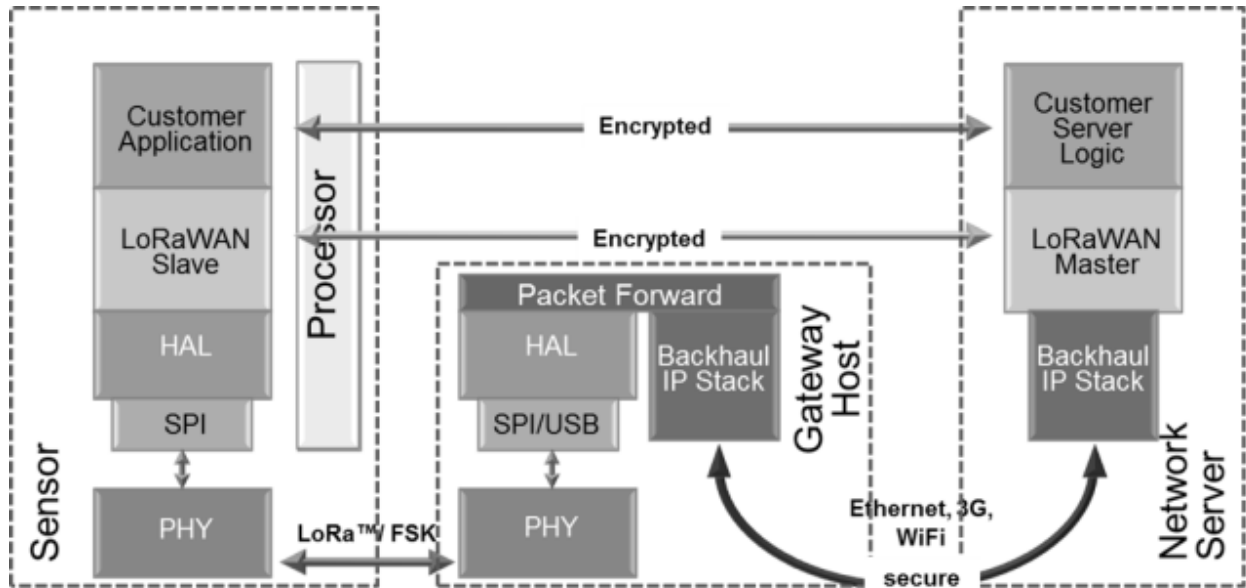 Customer
Application
LoRaWAN
Slave
HAL
SPI
PHY
Sensor
Processor
Encrypted
Encrypted
LoRa™/ FSK
Packet Forward
HAL
SPI/USB
PHY
Backhaul
IP Stack
Gateway
Host
Ethernet, 3G,
WiFi
secure
Customer
Server
Logic
LoRaWAN
Master
Backhaul
IP Stack
Network
Server